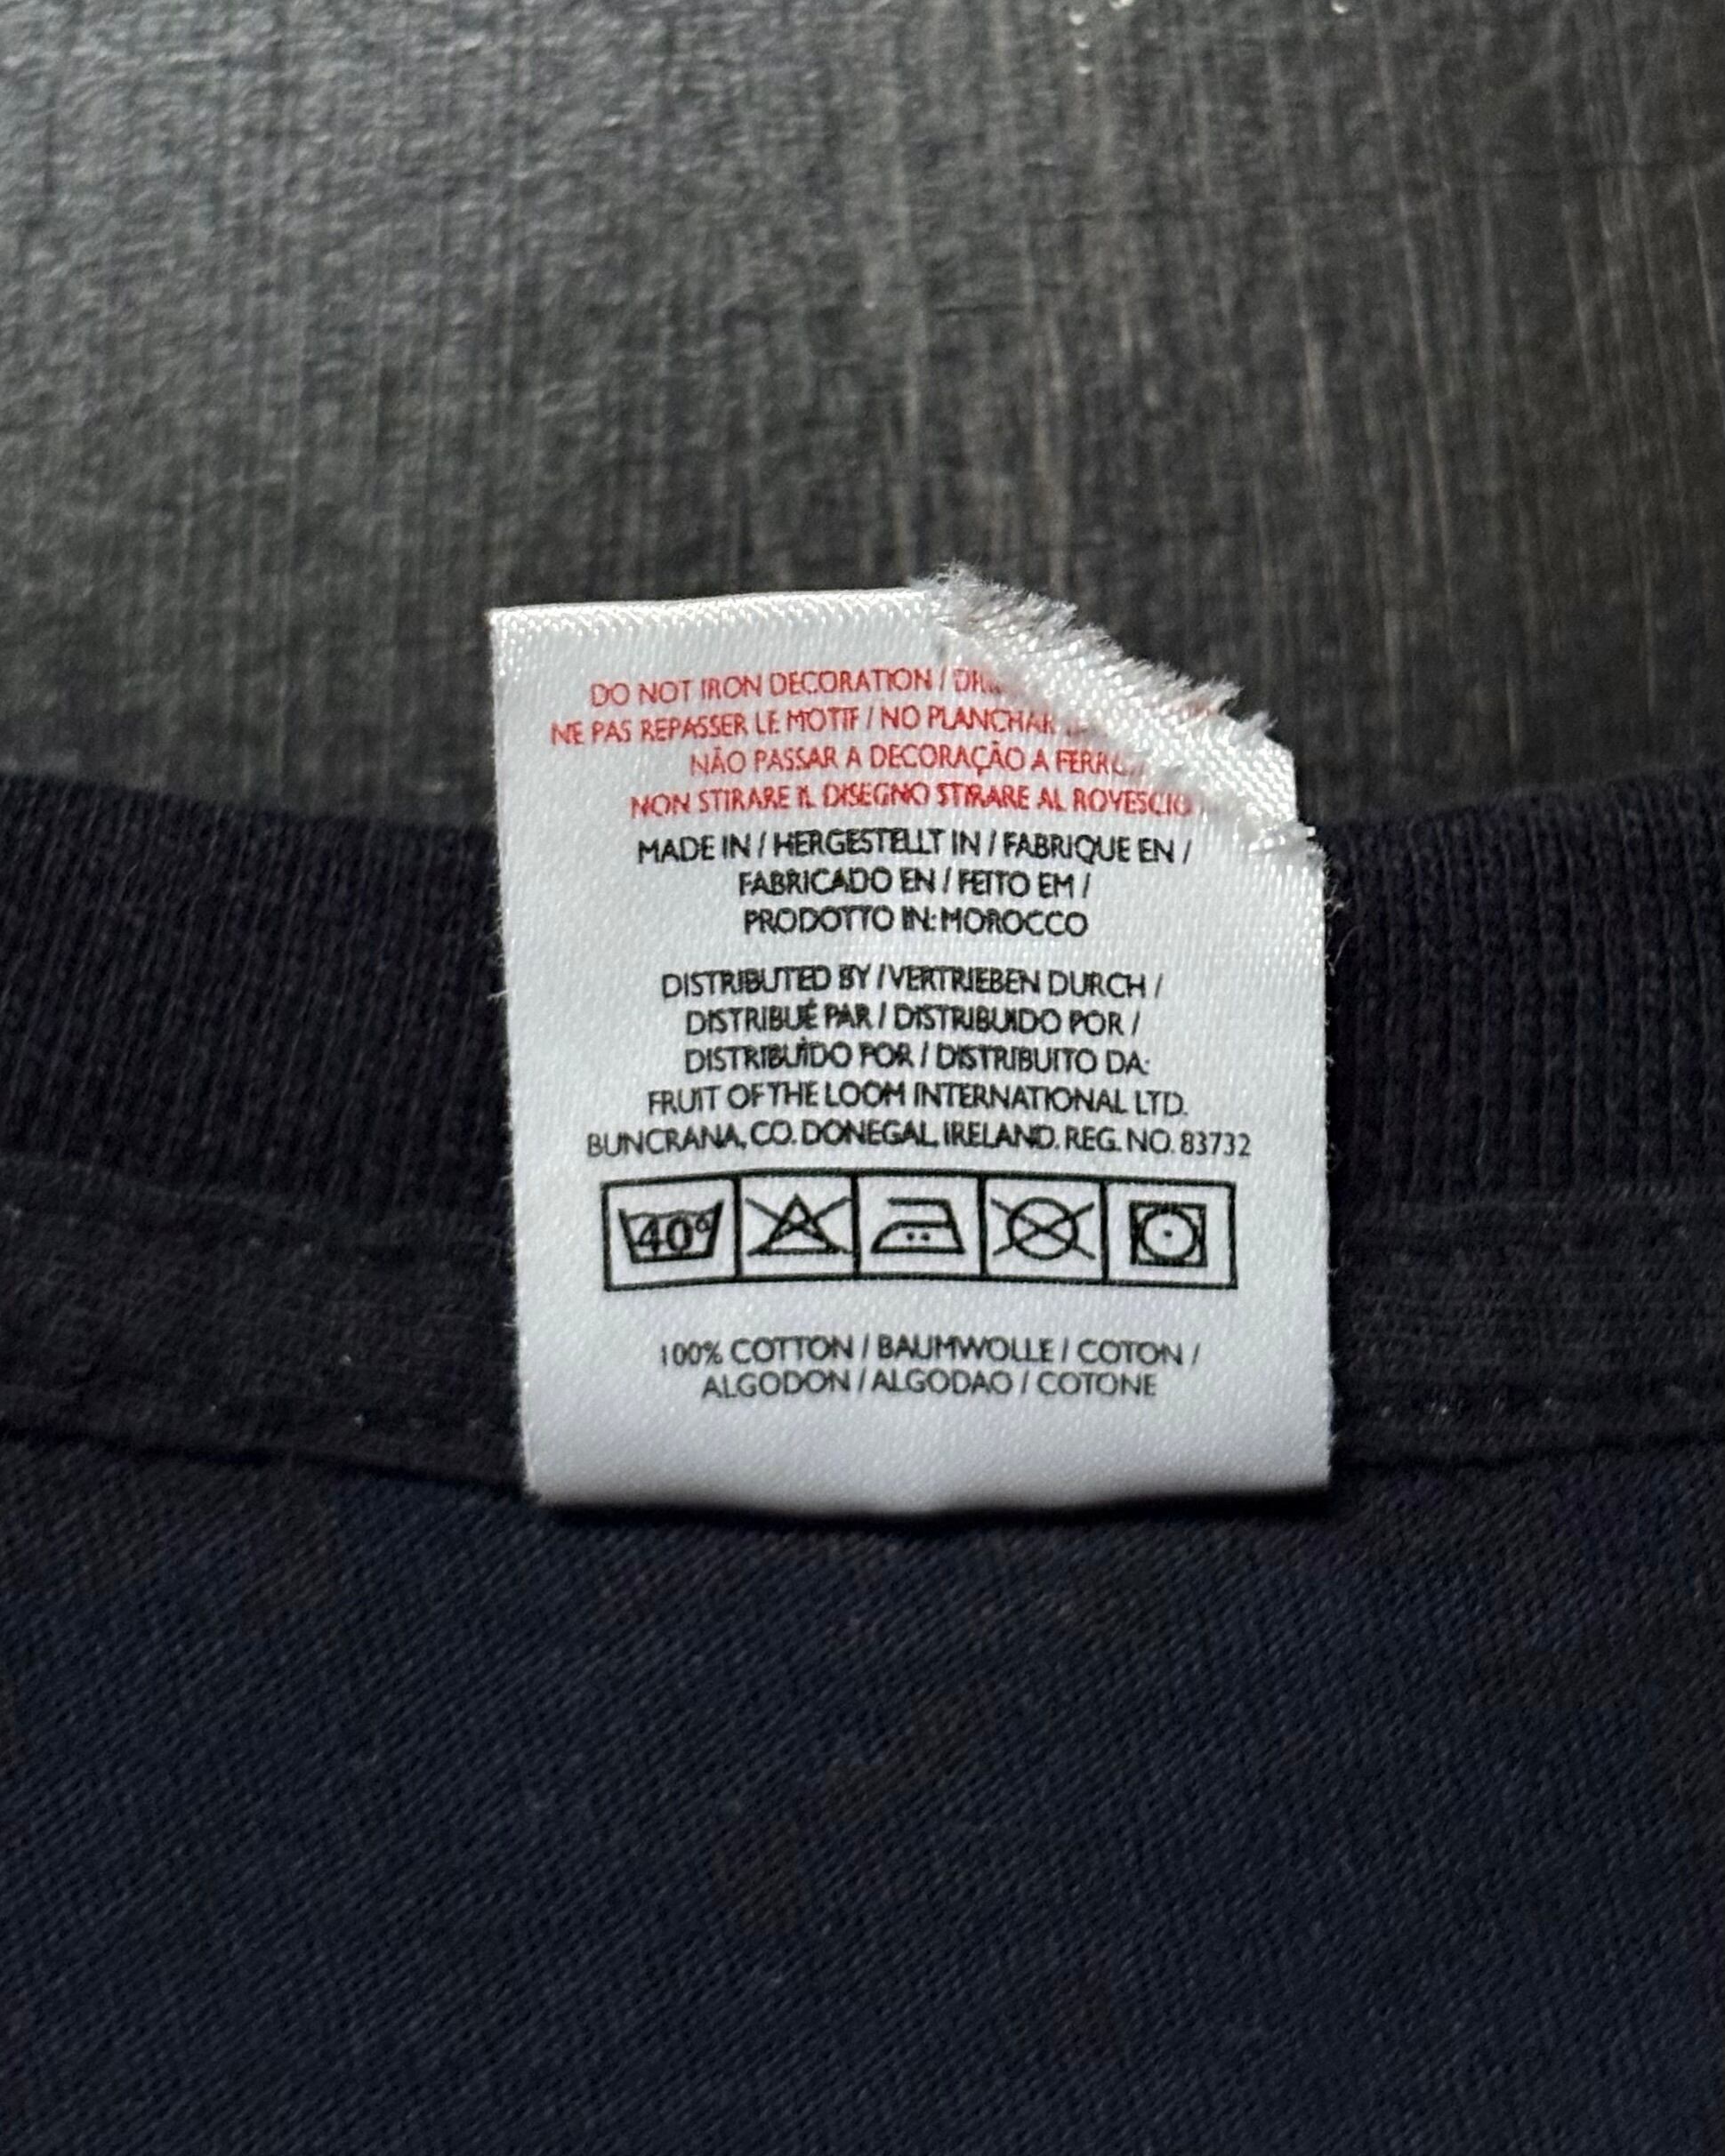 DO NOT IRON DECORATION /
NE PAS REPASSER LE MOTIF / NO PLANCHAR
NÃO PASSAR A DECORAÇÃO A
NON STIRARE IL DISEGNO STIRARE AL ROVESCIO
MADE IN / HERGESTELLT IN / FABRIQUE EN /
FABRICADO EN / FEITO EM /
PRODOTTO IN: MOROCCO
DISTRIBUTED BY / VERTRIEBEN DURCH /
DISTRIBUÉ PAR / DISTRIBUIDO POR /
DISTRIBUÍDO POR / DISTRIBUITO DA:
FRUIT OF THE LOOM INTERNATIONAL LTD.
BUNCRANA, CO. DONEGAL, IRELAND. REG. NO. 83732
40°
100% COTTON / BAUMWOLLE / COTON /
ALGODON / ALGODAO / COTONE